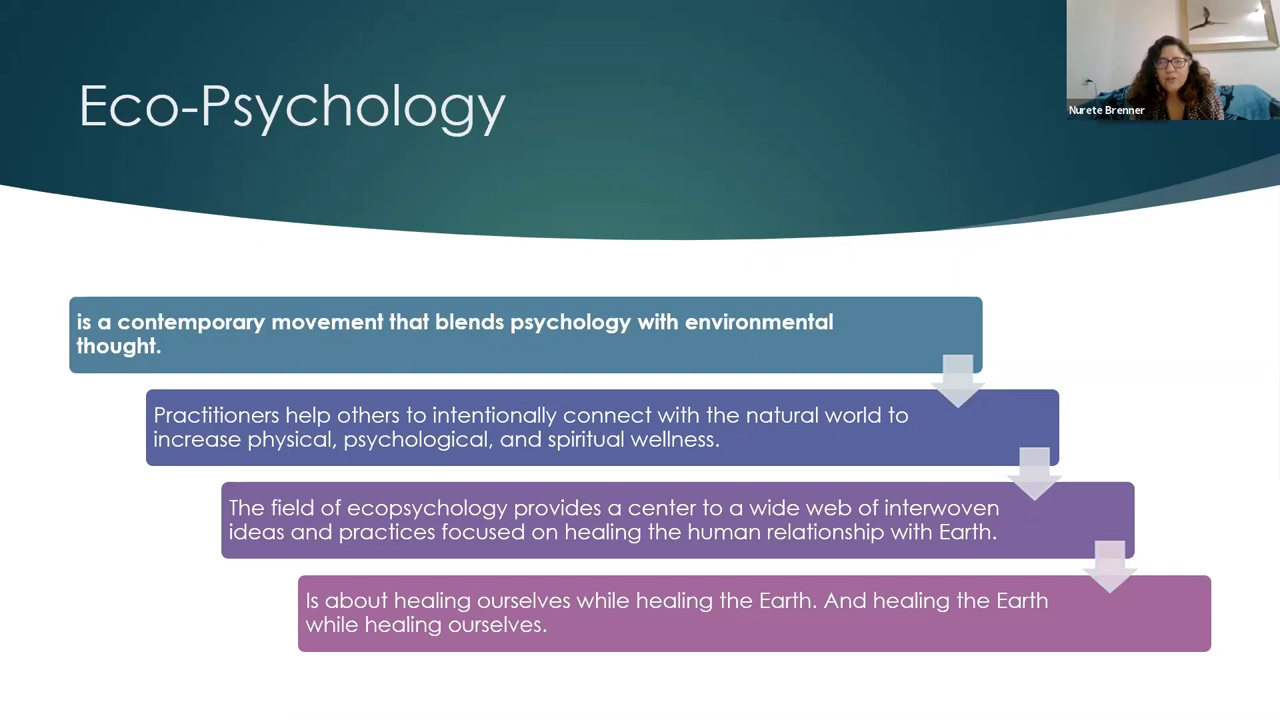 Eco-Psychology
Nurete Brenner
is a contemporary movement that blends psychology with environmental
thought.
Practitioners help others to intentionally connect with the natural world to
increase physical, psychological, and spiritual wellness.
The field of ecopsychology provides a center to a wide web of interwoven
ideas and practices focused on healing the human relationship with Earth.
Is about healing ourselves while healing the Earth. And healing the Earth
while healing ourselves.